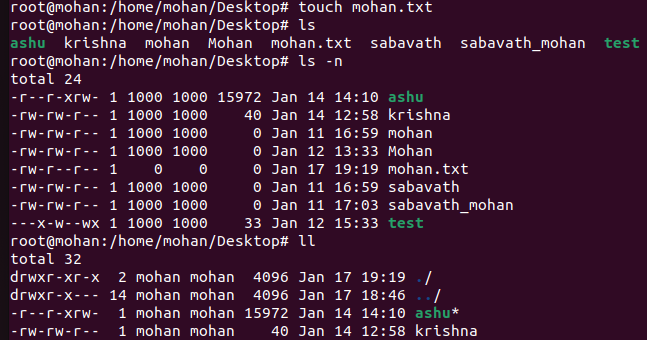 root@mohan:/home/mohan/Desktop# touch mohan.txt
root@mohan:/home/mohan/Desktop# ls
ashu  krishna  mohan  Mohan  mohan.txt  sabavath  sabavath_mohan  test
root@mohan:/home/mohan/Desktop# ls -n
total 24
-r--r-xrw- 1 1000 1000 15972 Jan 14 14:10 ashu
-rw-rw-r-- 1 1000 1000    40 Jan 14 12:58 krishna
-rw-rw-r-- 1 1000 1000     0 Jan 11 16:59 mohan
-rw-rw-r-- 1 1000 1000     0 Jan 12 13:33 Mohan
-rw-r--r-- 1    0    0     0 Jan 17 19:19 mohan.txt
-rw-rw-r-- 1 1000 1000     0 Jan 11 16:59 sabavath
-rw-rw-r-- 1 1000 1000     0 Jan 11 17:03 sabavath_mohan
---x-w--wx 1 1000 1000    33 Jan 12 15:33 test
root@mohan:/home/mohan/Desktop# ll
total 32
drwxr-xr-x  2 mohan mohan  4096 Jan 17 19:19 ./
drwxr-x--- 14 mohan mohan  4096 Jan 17 18:46 ../
-r--r-xrw-  1 mohan mohan 15972 Jan 14 14:10 ashu*
-rw-rw-r--  1 mohan mohan    40 Jan 14 12:58 krishna